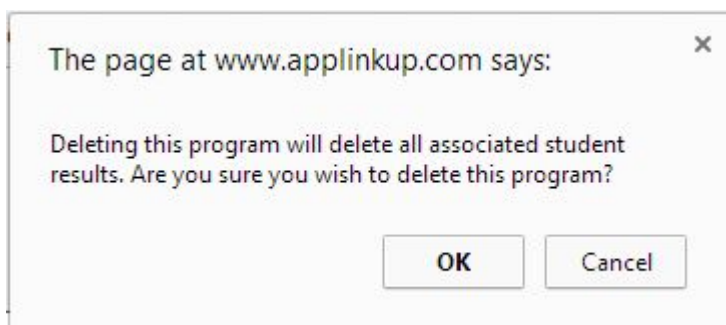 The page at www.applinkup.com says:
Deleting this program will delete all associated student
results. Are you sure you wish to delete this program?
OK
Cancel